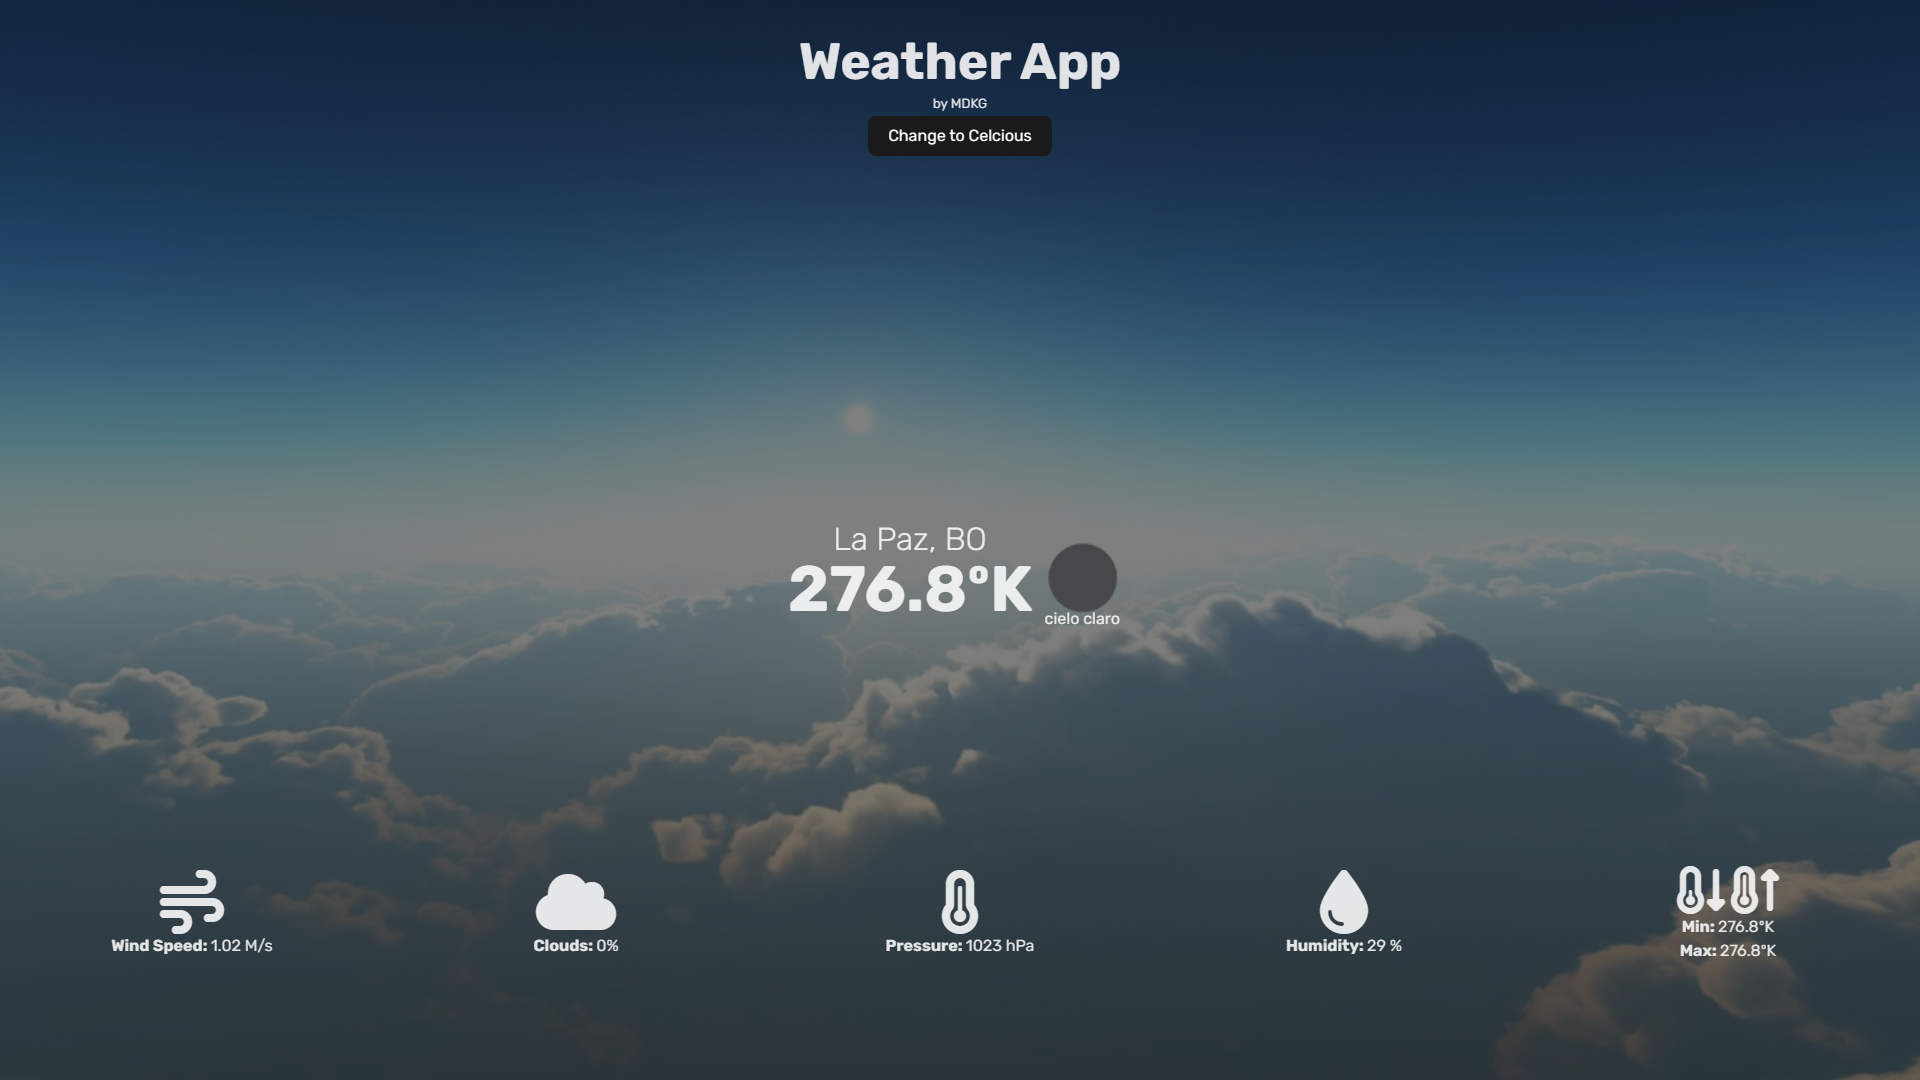 Weather App
by MDKG
Change to Celcious
La Paz, BO
276.8°K
cielo claro
Wind Speed: 1.02 M/s
Clouds: 0%
Pressure: 1023 hPa
Humidity: 29 %
Min: 276.8°K
Max: 276.8°K